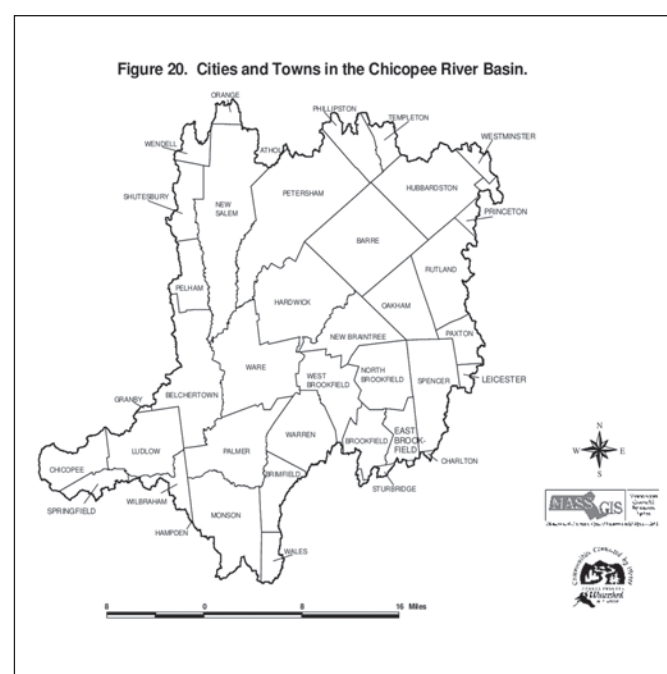 Figure 20. Cities and Towns in the Chicopee River Basin.
ORANGE
PHILLIPSTON
TEMPLETON
WESTMINSTER
WENDELL
ATHOL
SHUTESBURY
NEW
SALEM
PETERSHAM
HUBBARDSTON
PRINCETON
BARRE
RUTLAND
PELHAM
HARDWICK
OAKHAM
NEW BRAINTREE
PAXTON
WARE
WEST
BROOKFIELD
NORTH
BROOKFIELD
SPENCER
LEICESTER
BELCHERTOWN
GRANBY
LUDLOW
PALMER
WARREN
BROOKFIELD
EAST
BROOK-
FIELD
CHICOPEE
BRIMFIELD
CHARLTON
STURBRIDGE
SPRINGFIELD
WILBRAHAM
MONSON
HAMPDEN
WALES
N
W E
S
MASS GIS
Watershed
8 0 8 16 Miles